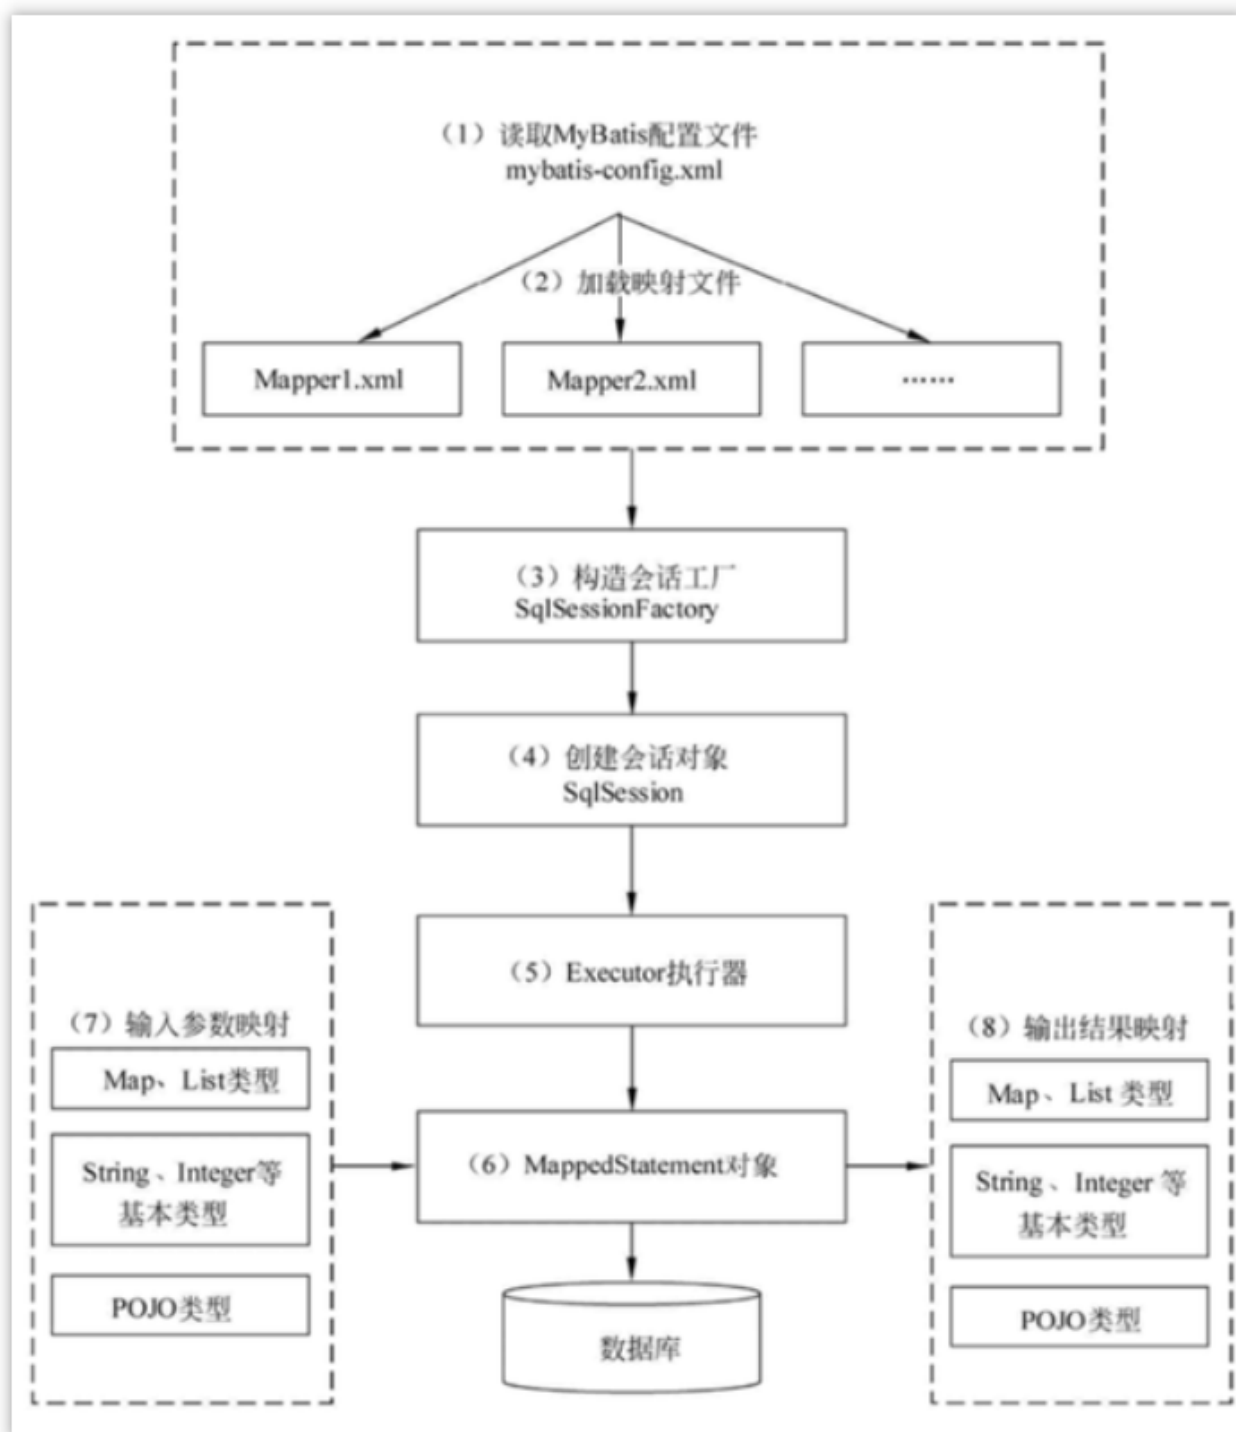 （1）读取MyBatis配置文件
mybatis-config.xml
（2）加载映射文件
Mapper1.xml
Mapper2.xml
······
（3）构造会话工厂
SqlSessionFactory
（4）创建会话对象
SqlSession
（5）Executor执行器
（7）输入参数映射
Map、List类型
String、Integer等
基本类型
POJO类型
（6）MappedStatement对象
（8）输出结果映射
Map、List 类型
String、Integer 等
基本类型
POJO类型
数据库